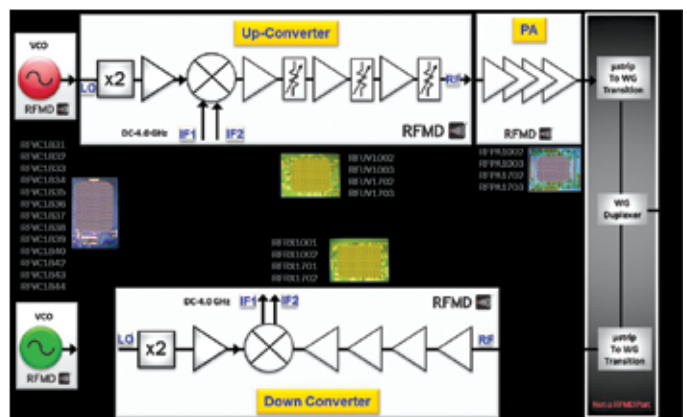 Up-Converter
PA
VCO
LO
x2
RF
RFMD
DC-4.0 GHz
IF1
IF2
RFMD
RFMD
µstrip
To WG
Transition
RFVC1831
RFVC1832
RFVC1833
RFVC1834
RFVC1835
RFVC1836
RFVC1837
RFVC1838
RFVC1839
RFVC1840
RFVC1842
RFVC1843
RFVC1844
RFUV1002
RFUV1003
RFUV1702
RFUV1703
RFPA1002
RFPA1003
RFPA1702
RFPA1703
WG
Duplexer
RFRX1001
RFRX1002
RFRX1701
RFRX1702
VCO
RFMD
DC-4.0 GHz
IF1
IF2
RFMD
LO
x2
RF
Down Converter
µstrip
To WG
Transition
Not a RFMD Part